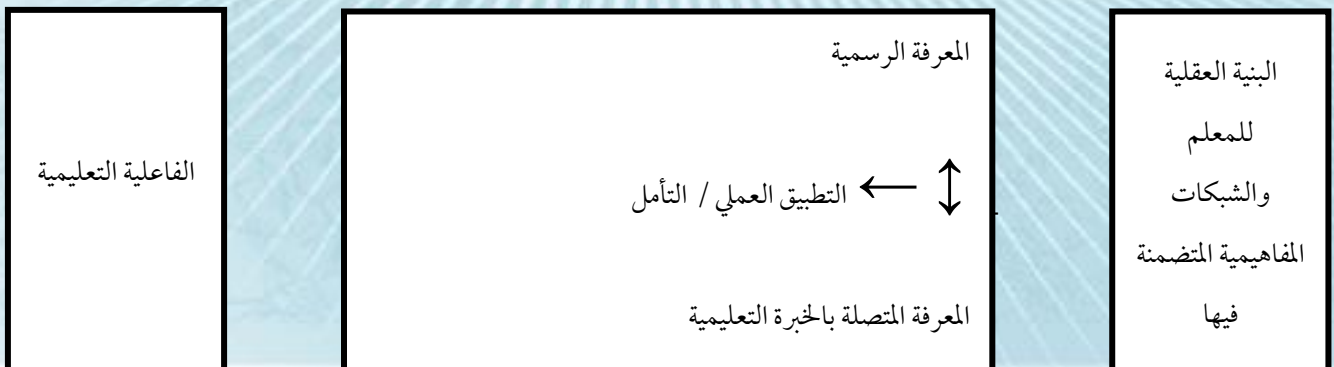 البنية العقلية
للمعلم
والشبكات
المفاهيمية المتضمنة
فيها
المعرفة الرسمية
التطبيق العملي / التأمل
المعرفة المتصلة بالخبرة التعليمية
الفاعلية التعليمية